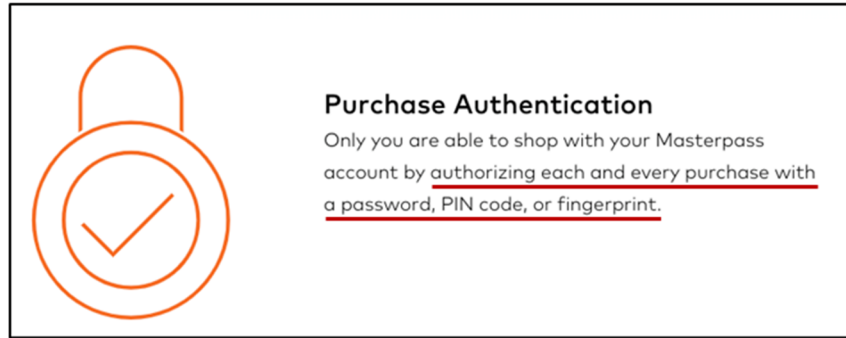 Purchase Authentication
Only you are able to shop with your Masterpass
account by authorizing each and every purchase with
a password, PIN code, or fingerprint.